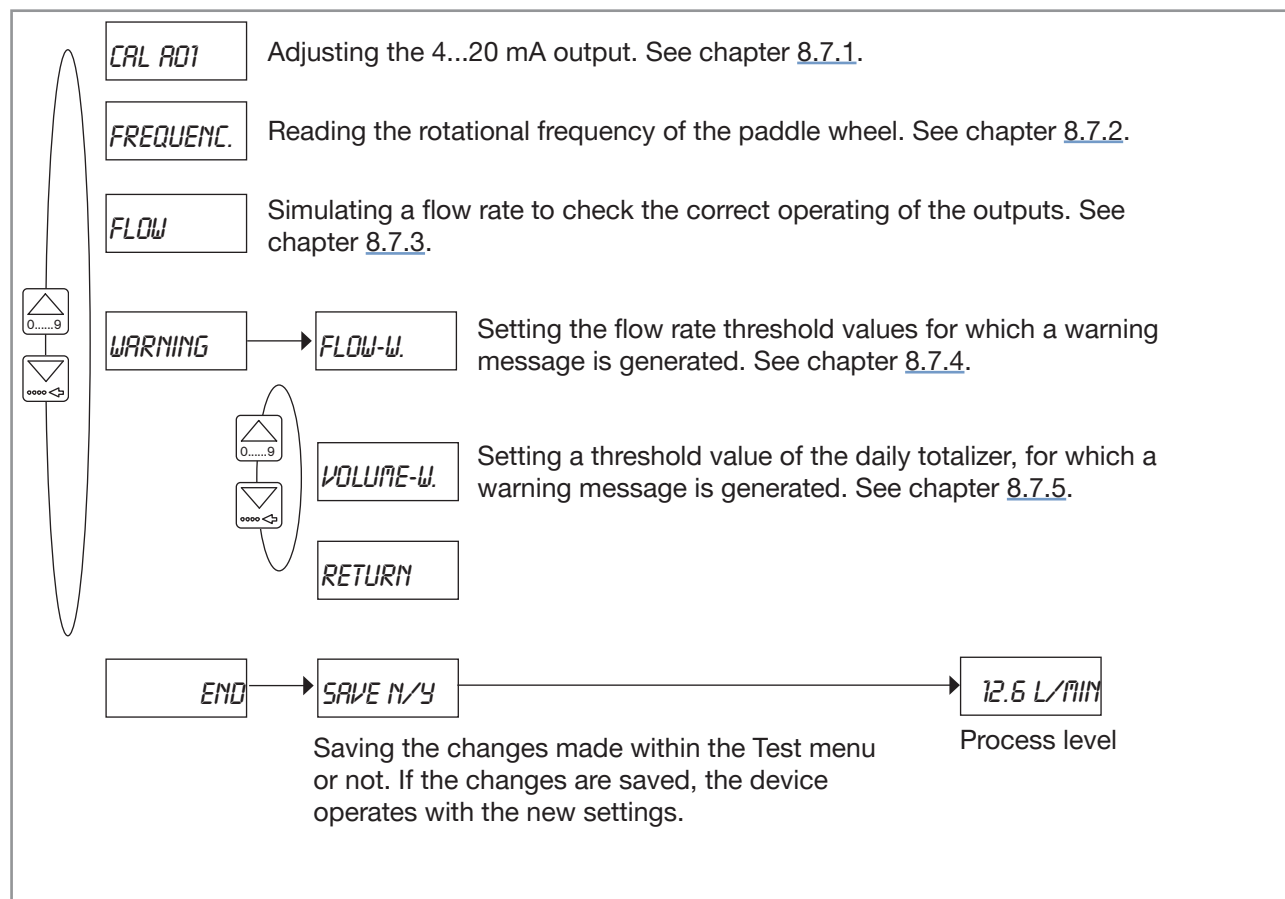 CAL AO1
Adjusting the 4...20 mA output. See chapter 8.7.1.
FREQUENC.
Reading the rotational frequency of the paddle wheel. See chapter 8.7.2.
FLOW
Simulating a flow rate to check the correct operating of the outputs. See
chapter 8.7.3.
0......9
WARNING
FLOW-W.
Setting the flow rate threshold values for which a warning
message is generated. See chapter 8.7.4.
0......9
VOLUME-W.
Setting a threshold value of the daily totalizer, for which a
warning message is generated. See chapter 8.7.5.
RETURN
END
SAVE N/Y
12.6 L/MIN
Saving the changes made within the Test menu
or not. If the changes are saved, the device
operates with the new settings.
Process level